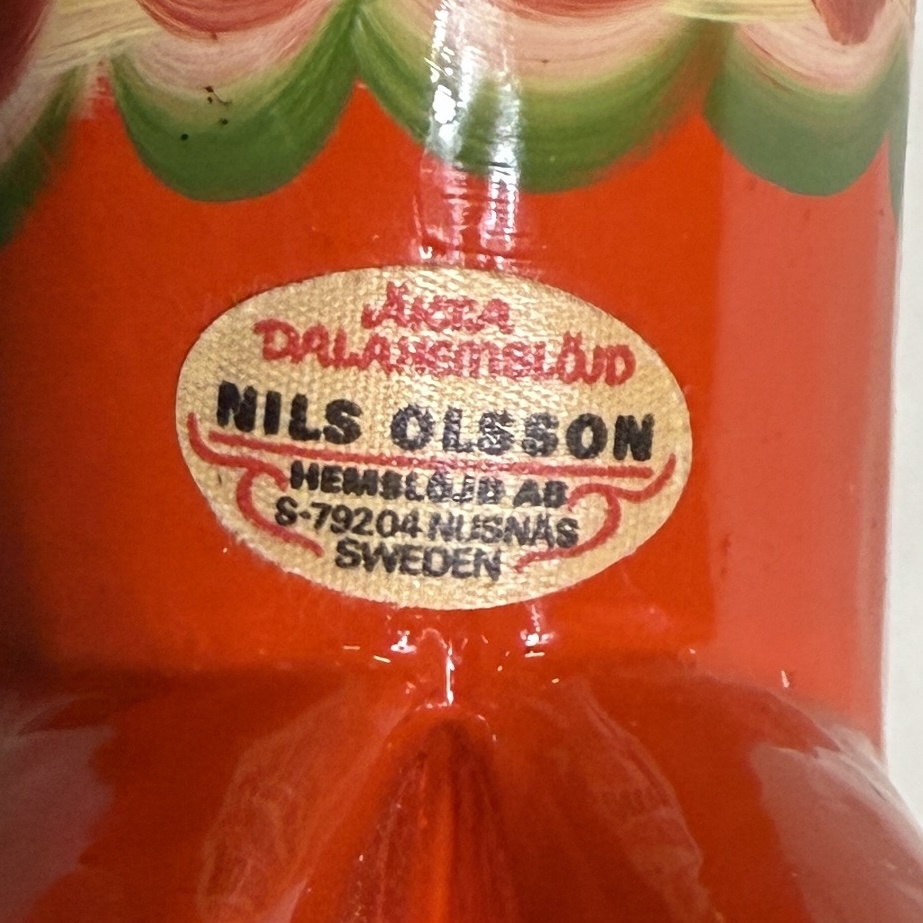 ÄKTA
DALAHEMSLÖJD
NILS OLSSON
HEMSLÖJD AB
S-79204 NUSNÄS
SWEDEN